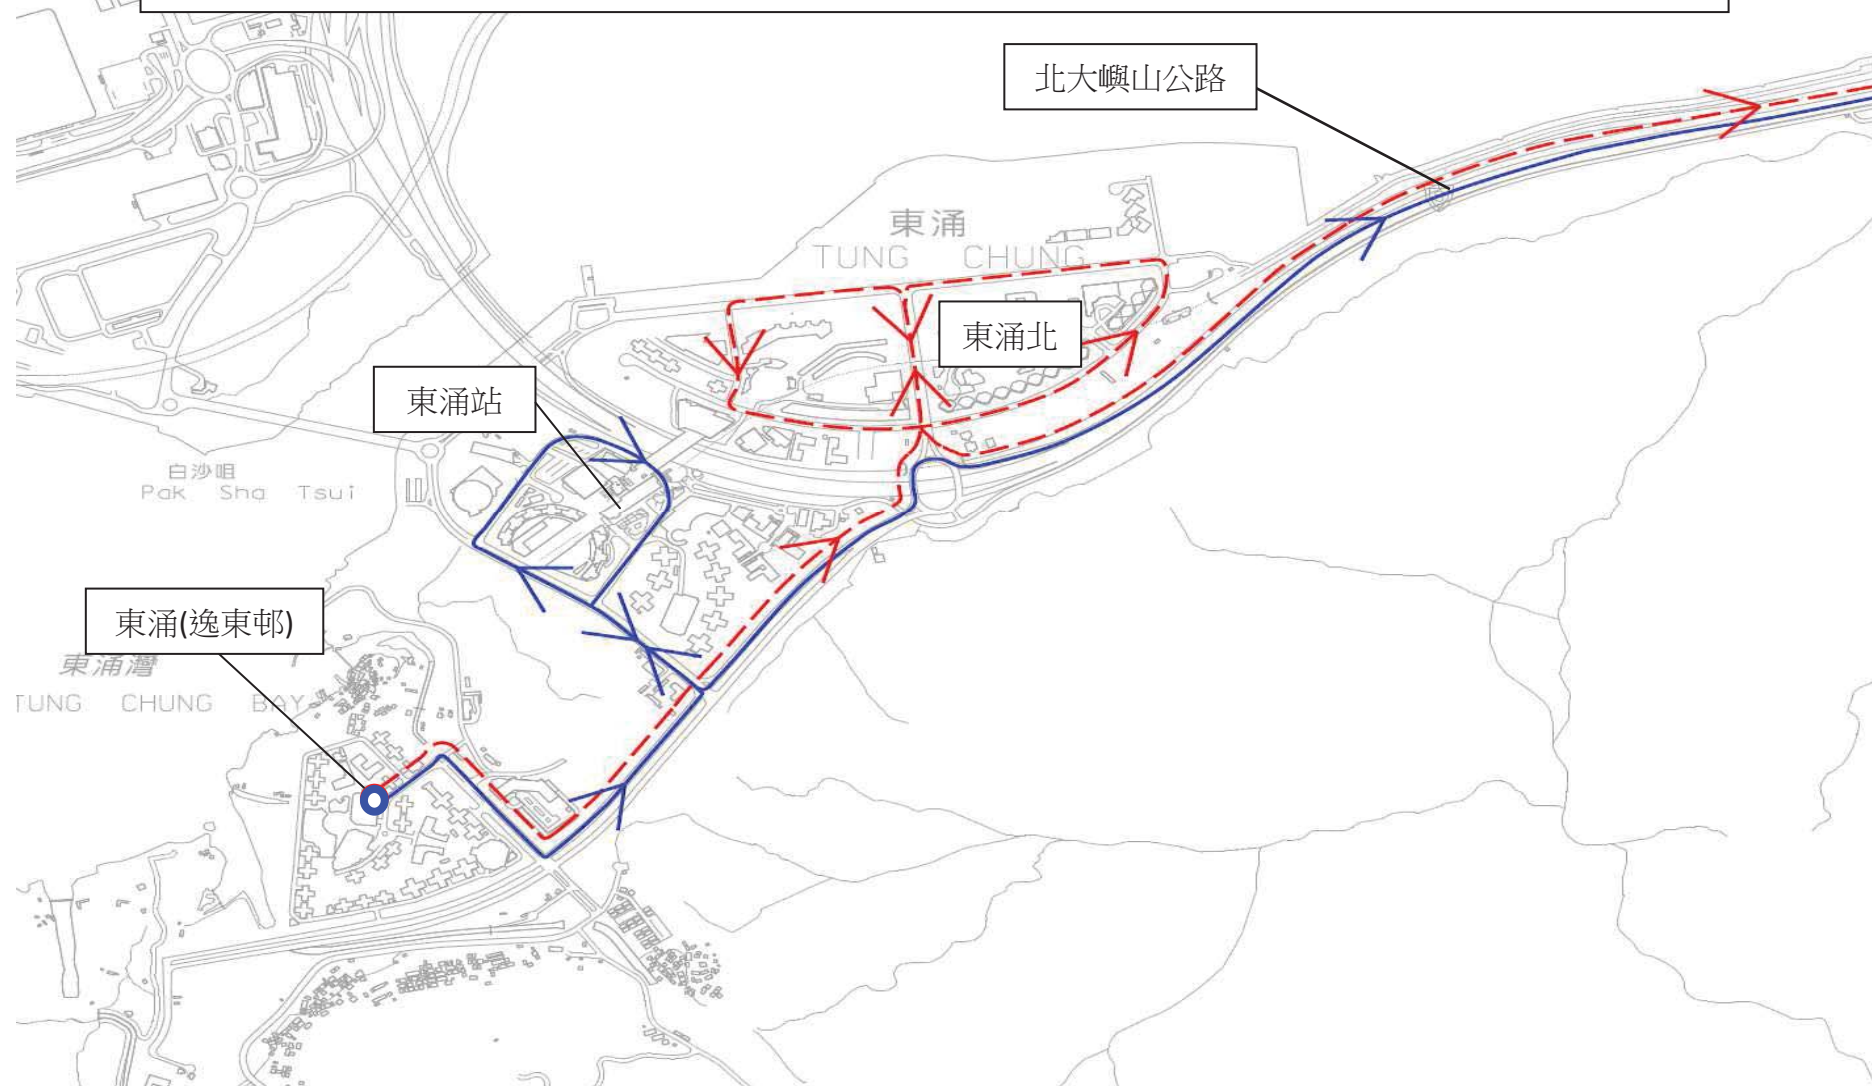 北大嶼山公路
東涌
TUNG CHUNG
東涌北
東涌站
白沙咀
Pak Sha Tsui
東涌(逸東邨)
東涌灣
TUNG CHUNG BAY